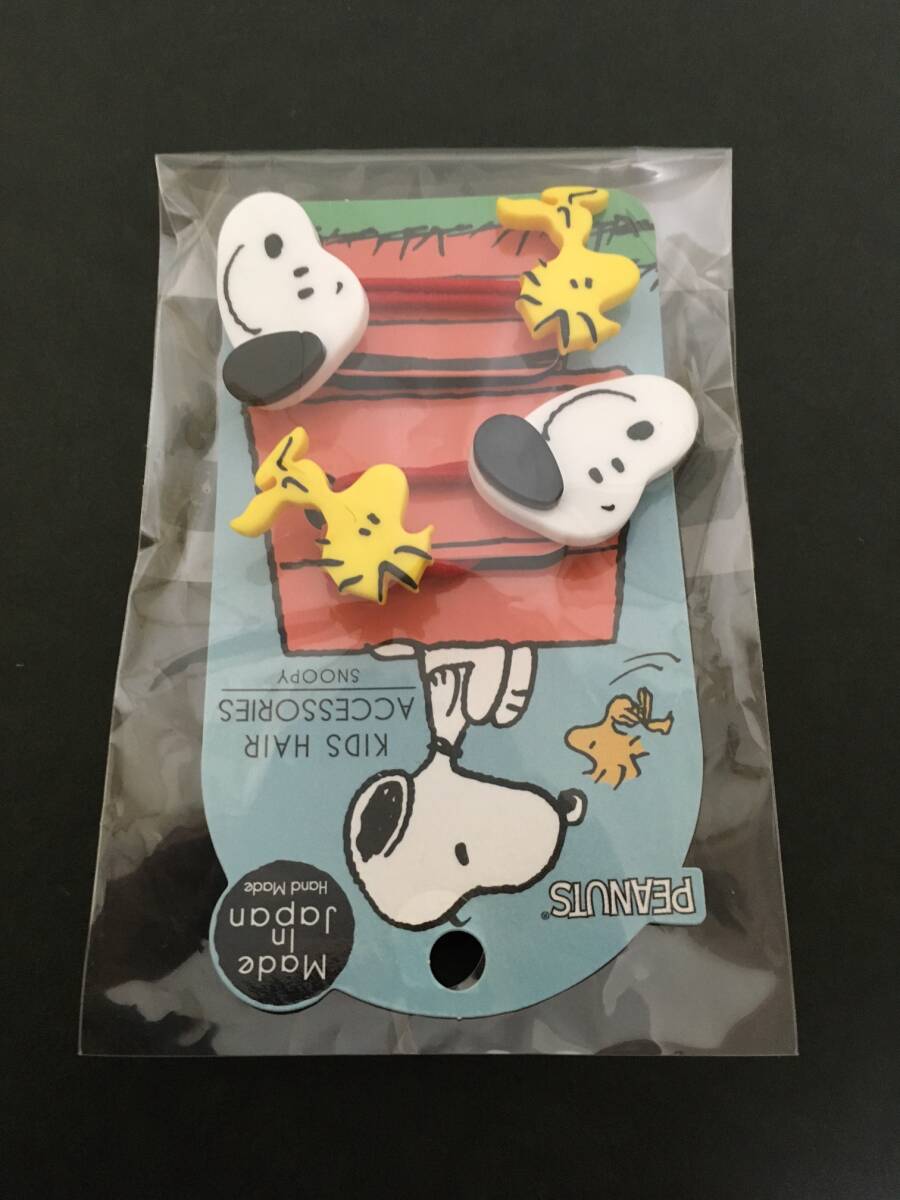 PEANUTS®
Made
In
Japan
Hand Made
KIDS HAIR
ACCESSORIES
SNOOPY